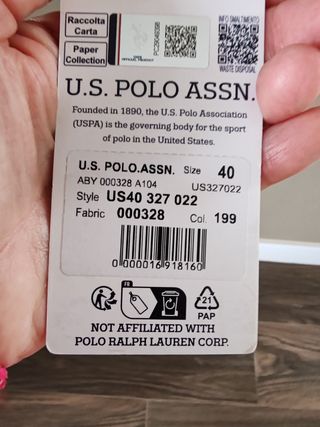 Raccolta
Carta
Paper
Collection
INFO SMALTIMENTO
WASTE DISPOSAL
U.S. POLO ASSN.
Founded in 1890, the U.S. Polo Association
(USPA) is the governing body for the sport
of polo in the United States.
U.S. POLO.ASSN. Size 40
ABY 000328 A104 US327022
Style US40 327 022
Fabric 000328 Col. 199
0 000016 918160
FR
21
PAP
NOT AFFILIATED WITH
POLO RALPH LAUREN CORP.